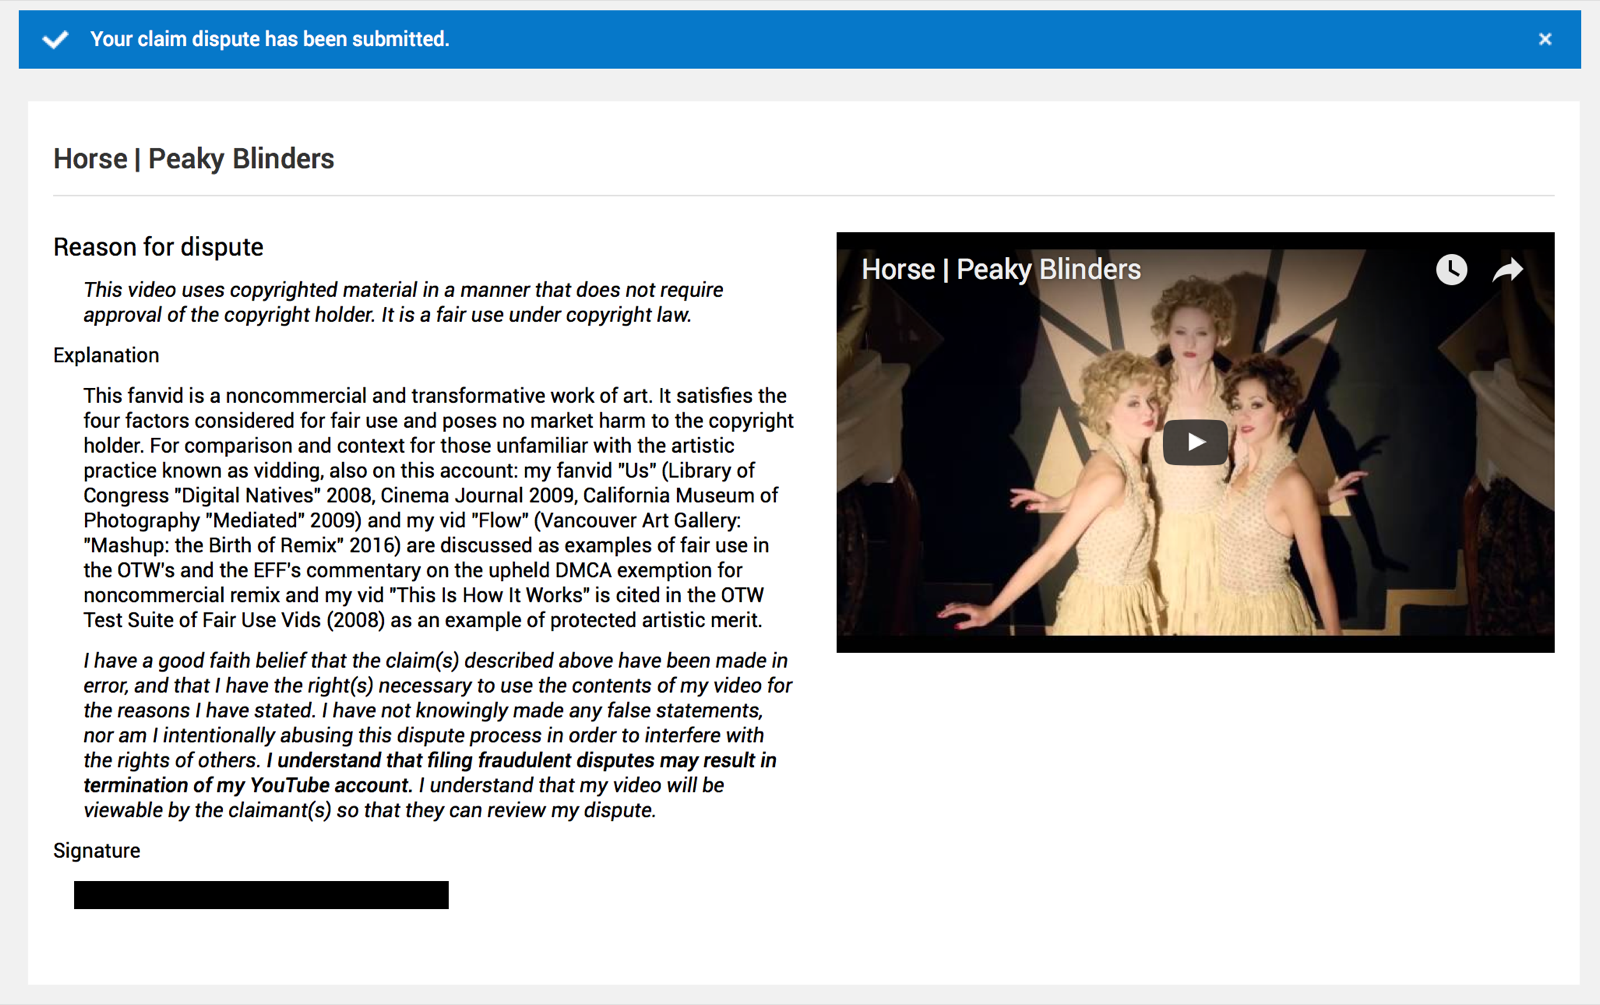 Your claim dispute has been submitted.
Horse | Peaky Blinders
Reason for dispute
This video uses copyrighted material in a manner that does not require
approval of the copyright holder. It is a fair use under copyright law.
Explanation
This fanvid is a noncommercial and transformative work of art. It satisfies the
four factors considered for fair use and poses no market harm to the copyright
holder. For comparison and context for those unfamiliar with the artistic
practice known as vidding, also on this account: my fanvid "Us" (Library of
Congress "Digital Natives" 2008, Cinema Journal 2009, California Museum of
Photography "Mediated" 2009) and my vid "Flow" (Vancouver Art Gallery:
"Mashup: the Birth of Remix" 2016) are discussed as examples of fair use in
the OTW's and the EFF's commentary on the upheld DMCA exemption for
noncommercial remix and my vid "This Is How It Works" is cited in the OTW
Test Suite of Fair Use Vids (2008) as an example of protected artistic merit.
I have a good faith belief that the claim(s) described above have been made in
error, and that I have the right(s) necessary to use the contents of my video for
the reasons I have stated. I have not knowingly made any false statements,
nor am I intentionally abusing this dispute process in order to interfere with
the rights of others. I understand that filing fraudulent disputes may result in
termination of my YouTube account. I understand that my video will be
viewable by the claimant(s) so that they can review my dispute.
Signature
Horse | Peaky Blinders